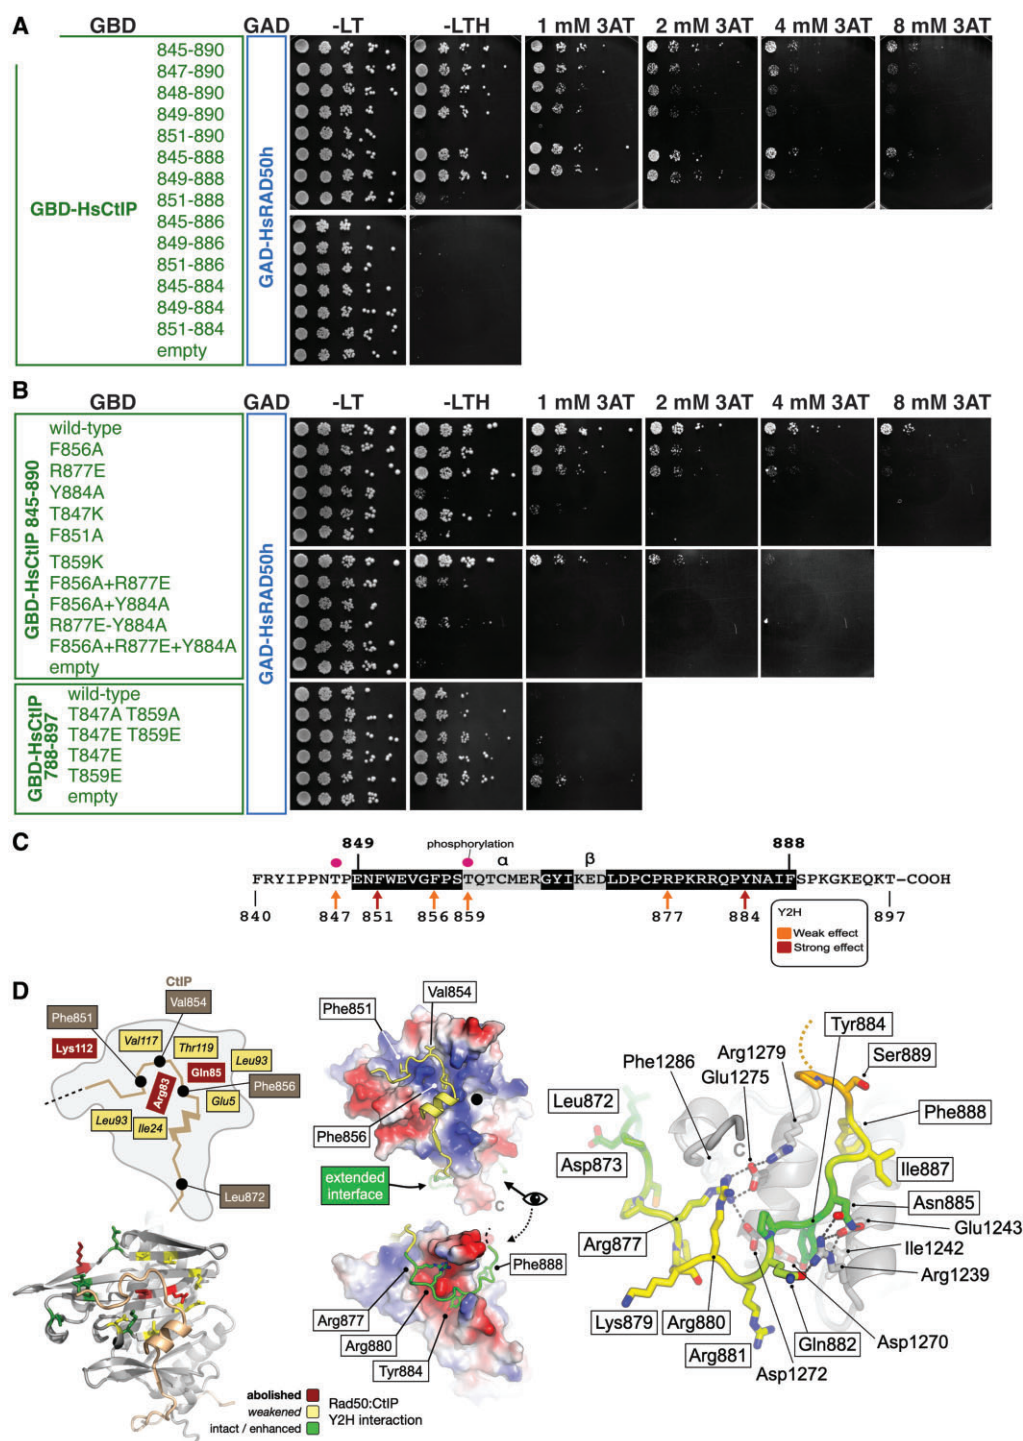 A
GBD GAD -LT -LTH 1 mM 3AT 2 mM 3AT 4 mM 3AT 8 mM 3AT
GBD-HsCtIP
845-890
847-890
848-890
849-890
851-890
845-888
849-888
851-888
845-886
849-886
851-886
845-884
849-884
851-884
empty
GAD-HsRAD50h
B
GBD GAD -LT -LTH 1 mM 3AT 2 mM 3AT 4 mM 3AT 8 mM 3AT
GBD-HsCtIP 845-890
wild-type
F856A
R877E
Y884A
T847K
F851A
T859K
F856A+R877E
F856A+Y884A
R877E-Y884A
F856A+R877E+Y884A
empty
GBD-HsCtIP
788-897
wild-type
T847A T859A
T847E T859E
T847E
T859E
empty
GAD-HsRAD50h
C
849 phosphorylation α β 888
FRYIPPNTPENFWEVGFPSTQTCMERGYIKEDLDPCPRPKRRQPYNAIFSPKGKEQKT-COOH
840 847 851 856 859 877 884 897
Y2H
Weak effect
Strong effect
D
CtIP
Phe851
Val854
Lys112
Val117
Thr119
Leu93
Gln85
Arg83
Phe856
Glu5
Leu93
Ile24
Leu872
abolished
weakened
intact / enhanced
Rad50:CtIP
Y2H interaction
Val854
Phe851
Phe856
extended
interface
C
Phe888
Arg877
Arg880
Tyr884
Tyr884
Arg1279
Ser889
Phe1286
Glu1275
Leu872
C
Phe888
Asp873
Ile887
Asn885
Glu1243
Arg877
Ile1242
Arg1239
Lys879
Arg880
Gln882
Asp1270
Arg881
Asp1272